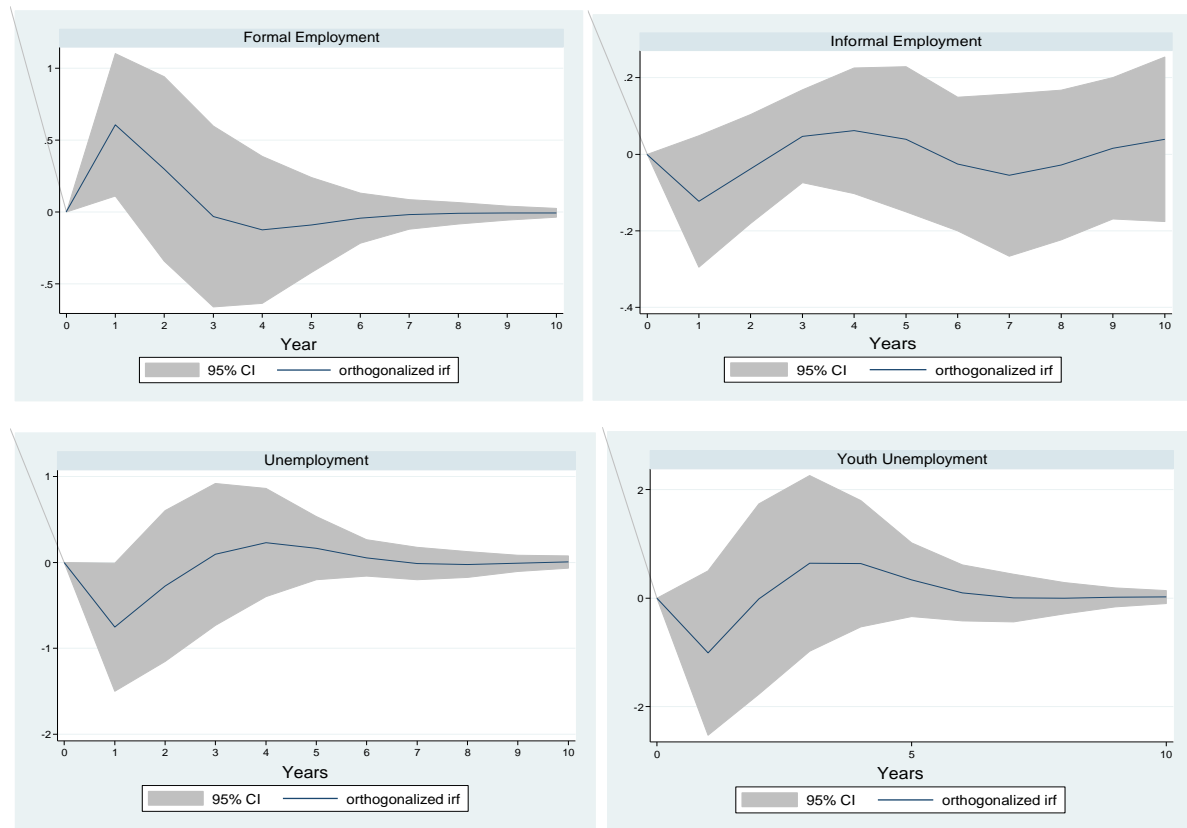 Formal Employment
1
.5
0
-.5
0 1 2 3 4 5 6 7 8 9 10
Year
95% CI orthogonalized irf
Informal Employment
.2
0
-.2
-.4
0 1 2 3 4 5 6 7 8 9 10
Years
95% CI orthogonalized irf
Unemployment
1
0
-1
-2
0 1 2 3 4 5 6 7 8 9 10
Years
95% CI orthogonalized irf
Youth Unemployment
2
0
-2
0 5 10
Years
95% CI orthogonalized irf